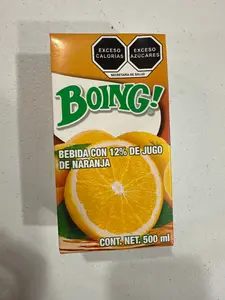 EXCESO CALORÍAS
EXCESO AZÚCARES
SECRETARÍA DE SALUD
BOING!
BEBIDA CON 12% DE JUGO
DE NARANJA
CONT. NET. 500 ml